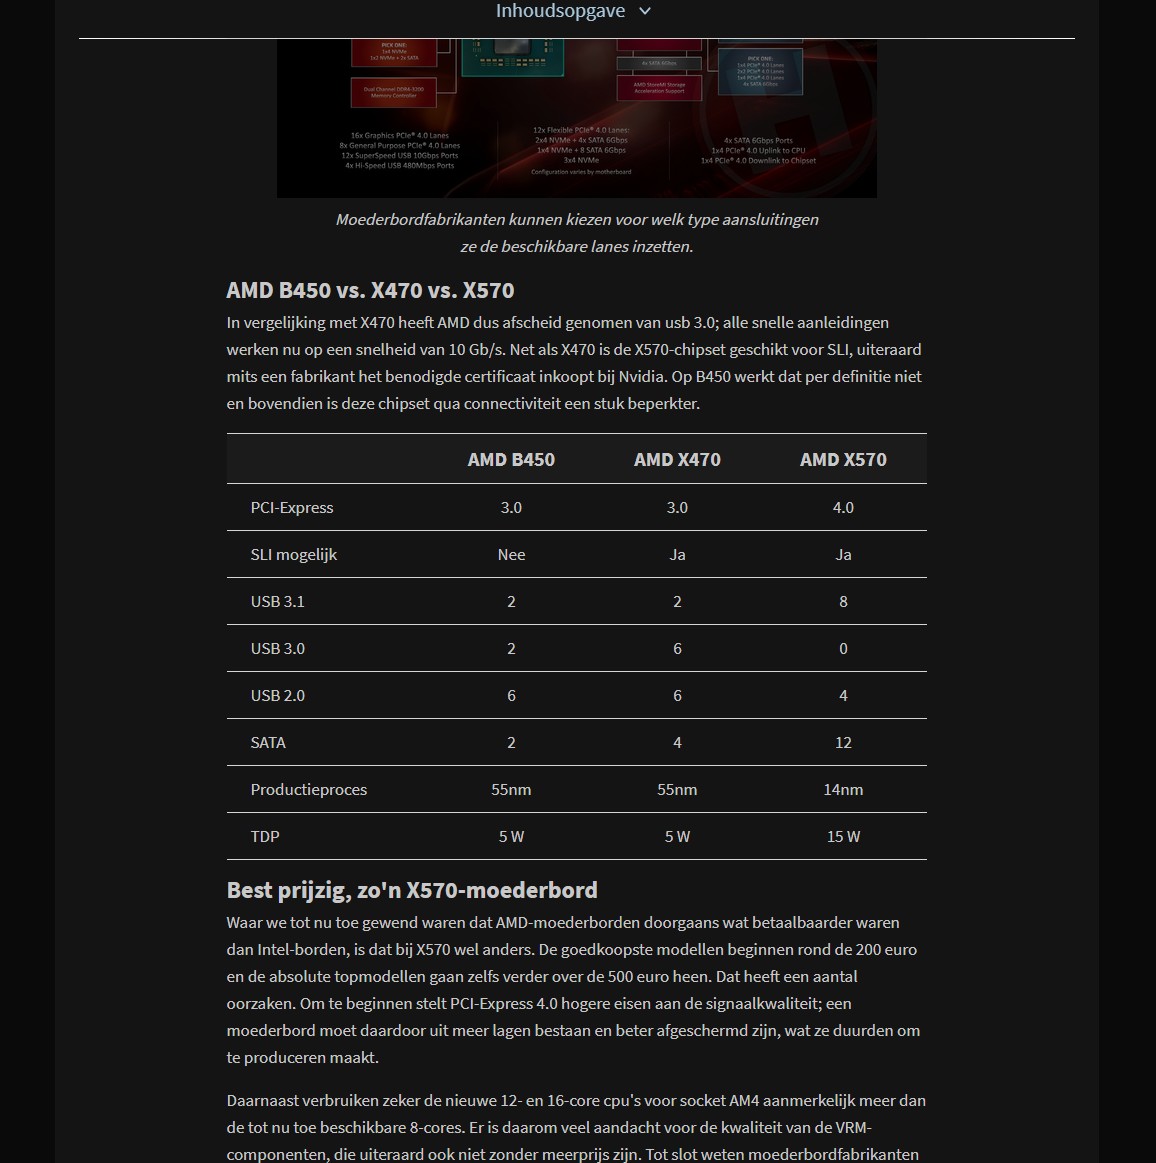 Inhoudsopgave
PICK ONE:
1x4 NVMe
1x2 NVMe + 2x SATA
Dual Channel DDR4-3200
Memory Controller
4x SATA 6Gbps
AMD StoreMI Storage
Acceleration Support
PICK ONE:
1x4 PCIe® 4.0 Lanes
2x2 PCIe® 4.0 Lanes
4x SATA 6Gbps
16x Graphics PCIe® 4.0 Lanes
8x General Purpose PCIe® 4.0 Lanes
12x SuperSpeed USB 10Gbps Ports
4x Hi-Speed USB 480Mbps Ports
12x Flexible PCIe® 4.0 Lanes:
2x4 NVMe + 4x SATA 6Gbps
1x4 NVMe + 8 SATA 6Gbps
3x4 NVMe
Configuration varies by motherboard
4x SATA 6Gbps Ports
1x4 PCIe® 4.0 Uplink to CPU
1x4 PCIe® 4.0 Downlink to Chipset
Moederbordfabrikanten kunnen kiezen voor welk type aansluitingen
ze de beschikbare lanes inzetten.
AMD B450 vs. X470 vs. X570
In vergelijking met X470 heeft AMD dus afscheid genomen van usb 3.0; alle snelle aanleidingen
werken nu op een snelheid van 10 Gb/s. Net als X470 is de X570-chipset geschikt voor SLI, uiteraard
mits een fabrikant het benodigde certificaat inkoopt bij Nvidia. Op B450 werkt dat per definitie niet
en bovendien is deze chipset qua connectiviteit een stuk beperkter.
AMD B450 AMD X470 AMD X570
PCI-Express 3.0 3.0 4.0
SLI mogelijk Nee Ja Ja
USB 3.1 2 2 8
USB 3.0 2 6 0
USB 2.0 6 6 4
SATA 2 4 12
Productieproces 55nm 55nm 14nm
TDP 5 W 5 W 15 W
Best prijzig, zo'n X570-moederbord
Waar we tot nu toe gewend waren dat AMD-moederborden doorgaans wat betaalbaarder waren
dan Intel-borden, is dat bij X570 wel anders. De goedkoopste modellen beginnen rond de 200 euro
en de absolute topmodellen gaan zelfs verder over de 500 euro heen. Dat heeft een aantal
oorzaken. Om te beginnen stelt PCI-Express 4.0 hogere eisen aan de signaalkwaliteit; een
moederbord moet daardoor uit meer lagen bestaan en beter afgeschermd zijn, wat ze duurden om
te produceren maakt.
Daarnaast verbruiken zeker de nieuwe 12- en 16-core cpu's voor socket AM4 aanmerkelijk meer dan
de tot nu toe beschikbare 8-cores. Er is daarom veel aandacht voor de kwaliteit van de VRM-
componenten, die uiteraard ook niet zonder meerprijs zijn. Tot slot weten moederbordfabrikanten